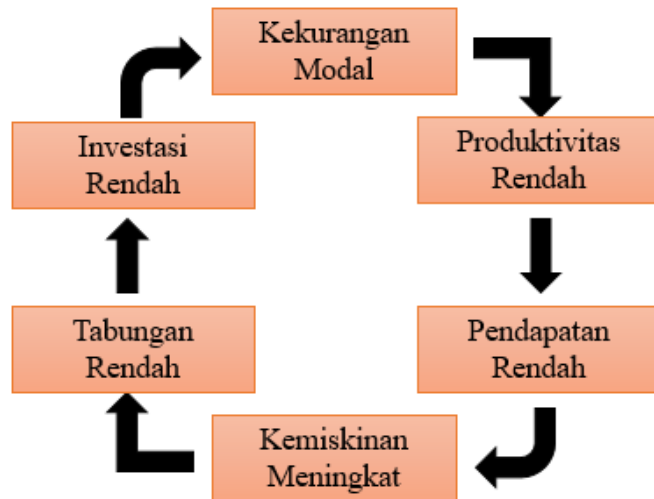 Kekurangan
Modal
Produktivitas
Rendah
Pendapatan
Rendah
Kemiskinan
Meningkat
Tabungan
Rendah
Investasi
Rendah